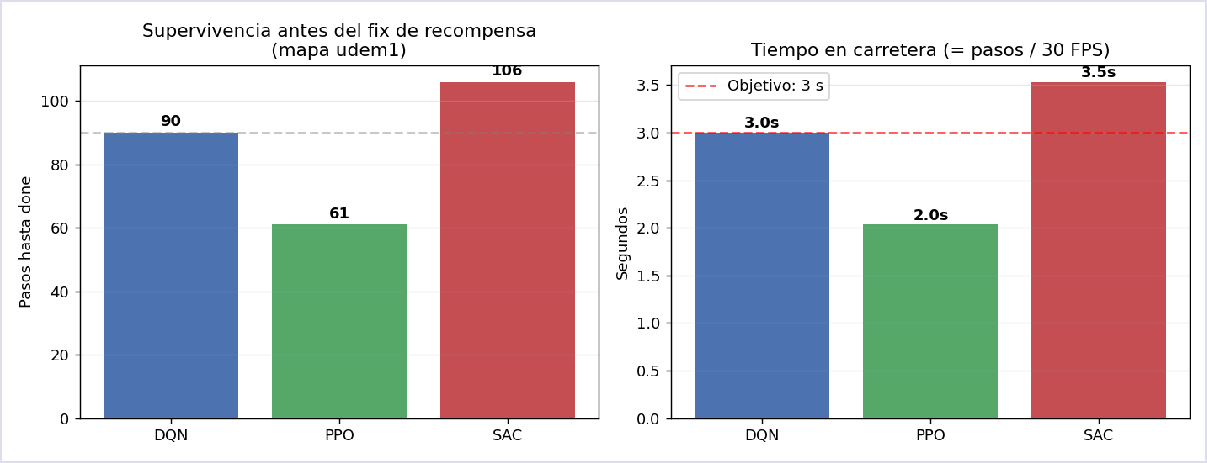 Supervivencia antes del fix de recompensa
(mapa udem1)
Pasos hasta done
100
80
60
40
20
0
90
61
106
DQN
PPO
SAC
Tiempo en carretera (= pasos / 30 FPS)
Objetivo: 3 s
Segundos
3.5
3.0
2.5
2.0
1.5
1.0
0.5
0.0
3.0s
2.0s
3.5s
DQN
PPO
SAC